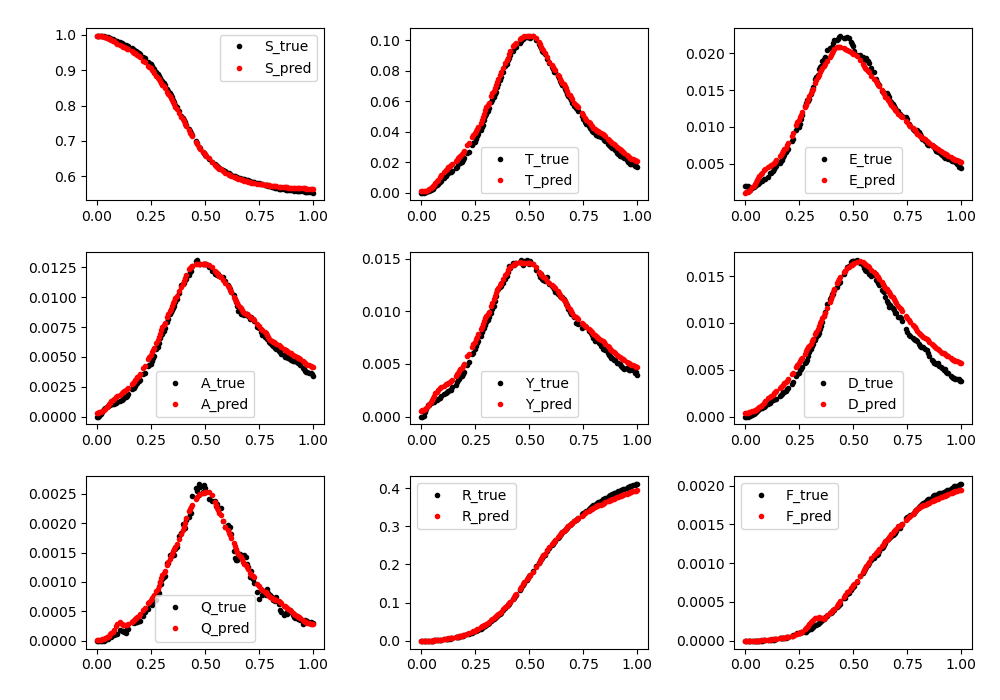 1.0
0.9
0.8
0.7
0.6
0.00 0.25 0.50 0.75 1.00
S_true
S_pred
0.10
0.08
0.06
0.04
0.02
0.00
0.00 0.25 0.50 0.75 1.00
T_true
T_pred
0.020
0.015
0.010
0.005
0.00 0.25 0.50 0.75 1.00
E_true
E_pred
0.0125
0.0100
0.0075
0.0050
0.0025
0.0000
0.00 0.25 0.50 0.75 1.00
A_true
A_pred
0.015
0.010
0.005
0.000
0.00 0.25 0.50 0.75 1.00
Y_true
Y_pred
0.015
0.010
0.005
0.000
0.00 0.25 0.50 0.75 1.00
D_true
D_pred
0.0025
0.0020
0.0015
0.0010
0.0005
0.0000
0.00 0.25 0.50 0.75 1.00
Q_true
Q_pred
0.4
0.3
0.2
0.1
0.0
0.00 0.25 0.50 0.75 1.00
R_true
R_pred
0.0020
0.0015
0.0010
0.0005
0.0000
0.00 0.25 0.50 0.75 1.00
F_true
F_pred